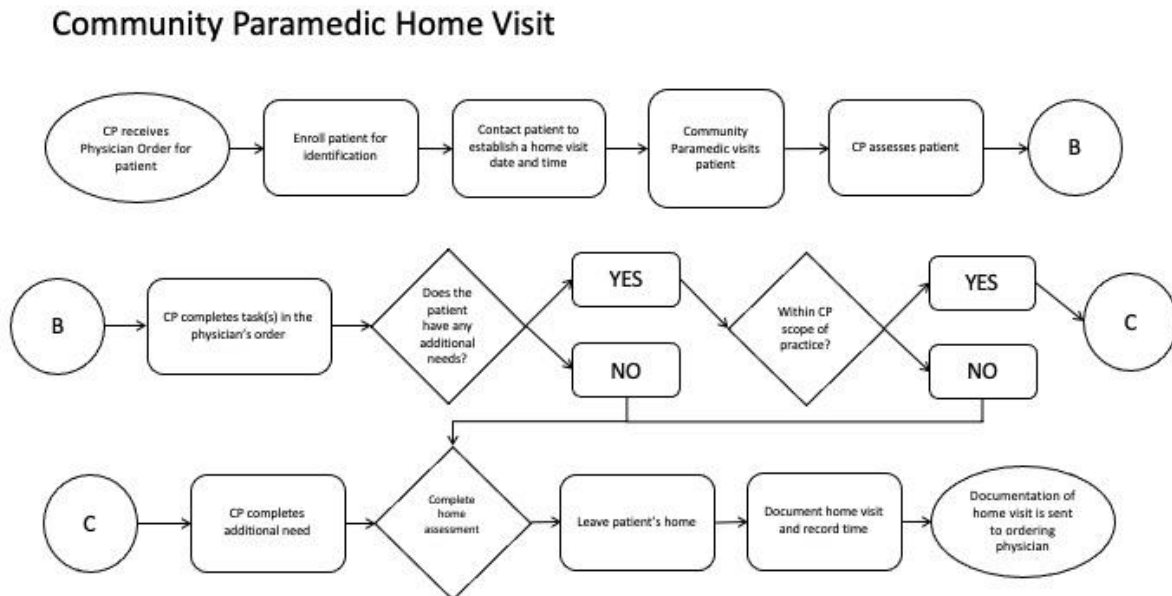 Community Paramedic Home Visit
CP receives
Physician Order for
patient
Enroll patient for
identification
Contact patient to
establish a home visit
date and time
Community
Paramedic visits
patient
CP assesses patient
B
B
CP completes task(s) in the
physician's order
Does the
patient
have any
additional
needs?
YES
NO
Within CP
scope of
practice?
YES
NO
C
C
CP completes
additional need
Complete
home
assessment
Leave patient's home
Document home visit
and record time
Documentation of
home visit is sent
to ordering
physician